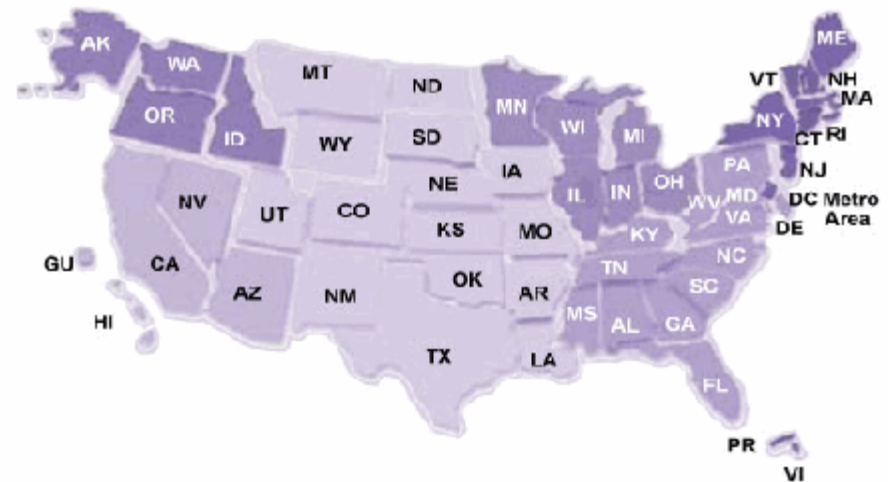 AK
WA
OR
ID
MT
ND
MN
WY
SD
WI
MI
NV
UT
CO
NE
IA
CA
AZ
NM
KS
MO
OK
AR
TX
LA
IL
IN
OH
KY
TN
MS
AL
GA
FL
SC
NC
WV
VA
MD
PA
NY
ME
VT
NH
MA
CT
RI
NJ
DC Metro
Area
DE
GU
HI
PR
VI